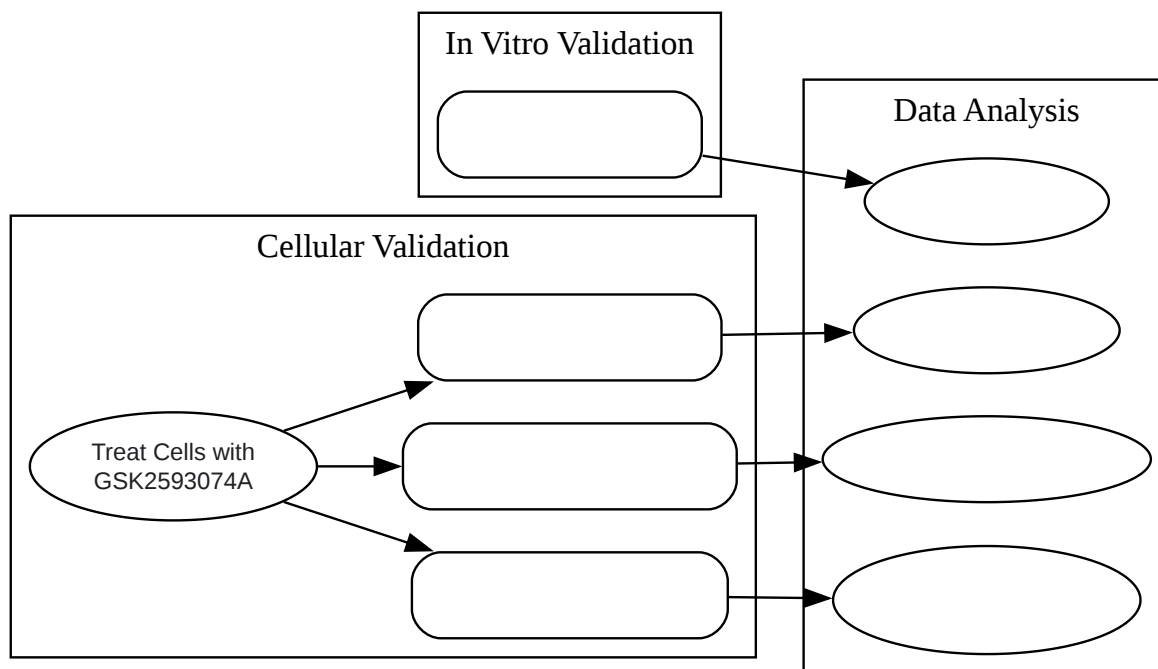 In Vitro Validation
Data Analysis
Cellular Validation
Treat Cells with
GSK2593074A